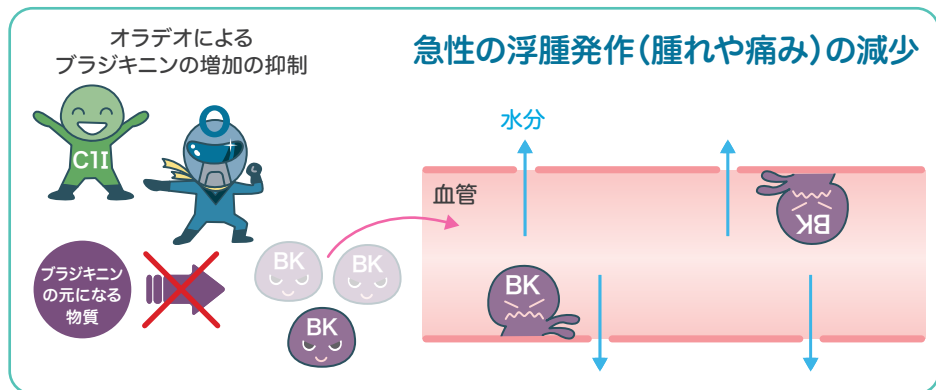 オラデオによる
ブラジキニンの増加の抑制
急性の浮腫発作(腫れや痛み)の減少
C1I
水分
血管
BK
ブラジキニン
の元になる
物質
BK
BK
BK
BK